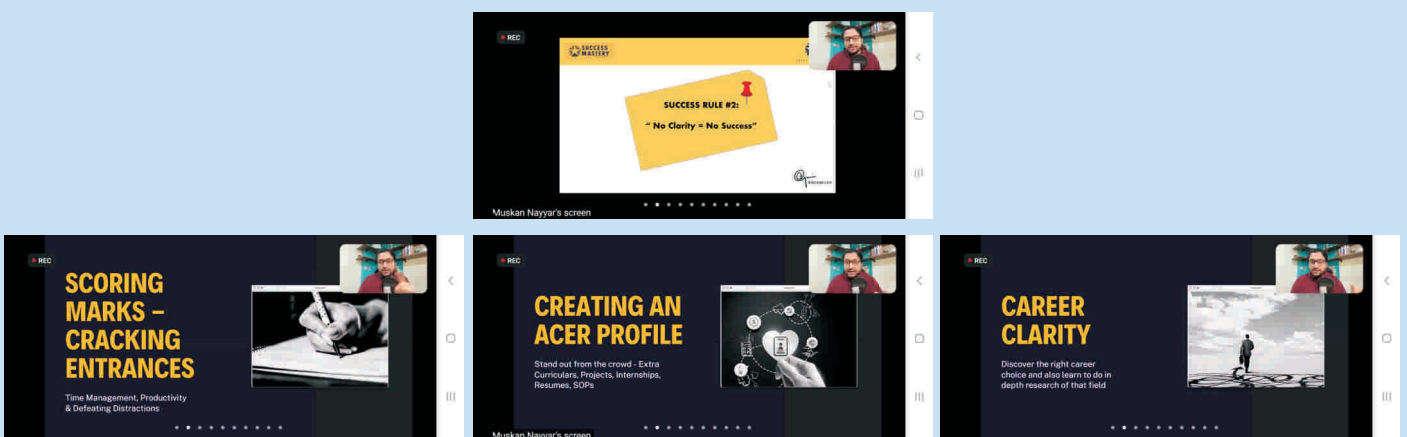 REC
SUCCESS
MASTERY
SUCCESS RULE #2:
“ No Clarity = No Success”
Muskan Nayyar's screen
REC
SCORING
MARKS –
CRACKING
ENTRANCES
Time Management, Productivity
& Defeating Distractions
REC
CREATING AN
ACER PROFILE
Stand out from the crowd - Extra
Curriculars, Projects, Internships,
Resumes, SOPs
Muskan Nayyar's screen
REC
CAREER
CLARITY
Discover the right career
choice and also learn to do in
depth research of that field